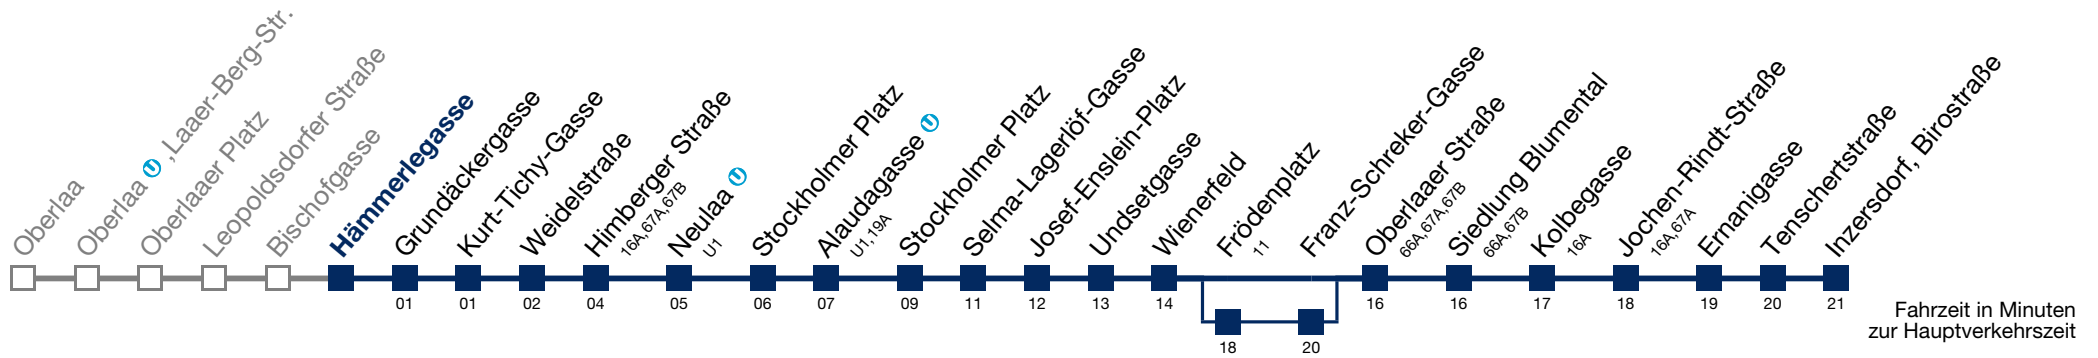 Oberlaa
Oberlaa U , Laaer-Berg-Str.
Oberlaaer Platz
Leopoldsdorfer Straße
Bischofgasse
Hämmerlegasse
Grundäckergasse
Kurt-Tichy-Gasse
Weidelstraße
Himberger Straße
16A,67A,67B
Neulaa U
U1
Stockholmer Platz
Alaudagasse U
U1,19A
Stockholmer Platz
Selma-Lagerlöf-Gasse
Josef-Enslein-Platz
Undsetgasse
Wienerfeld
Frödenplatz
11
Franz-Schreker-Gasse
Oberlaaer Straße
66A,67A,67B
Siedlung Blumental
66A,67B
Kolbegasse
16A
Jochen-Rindt-Straße
16A,67A
Ernanigasse
Tenschertstraße
Inzersdorf, Birostraße
01 01 02 04 05 06 07 09 11 12 13 14 16 16 17 18 19 20 21
18 20
Fahrzeit in Minuten
zur Hauptverkehrszeit